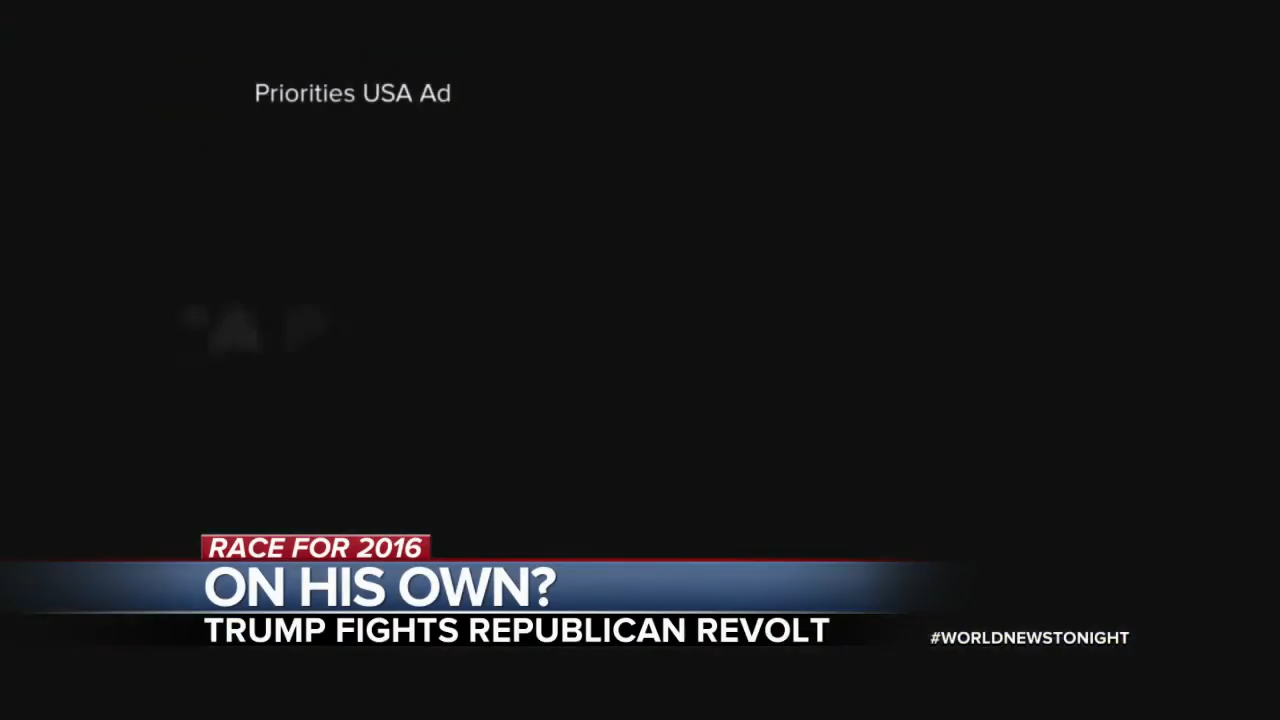 Priorities USA Ad
"A P
RACE FOR 2016
ON HIS OWN?
TRUMP FIGHTS REPUBLICAN REVOLT
#WORLDNEWSTONIGHT